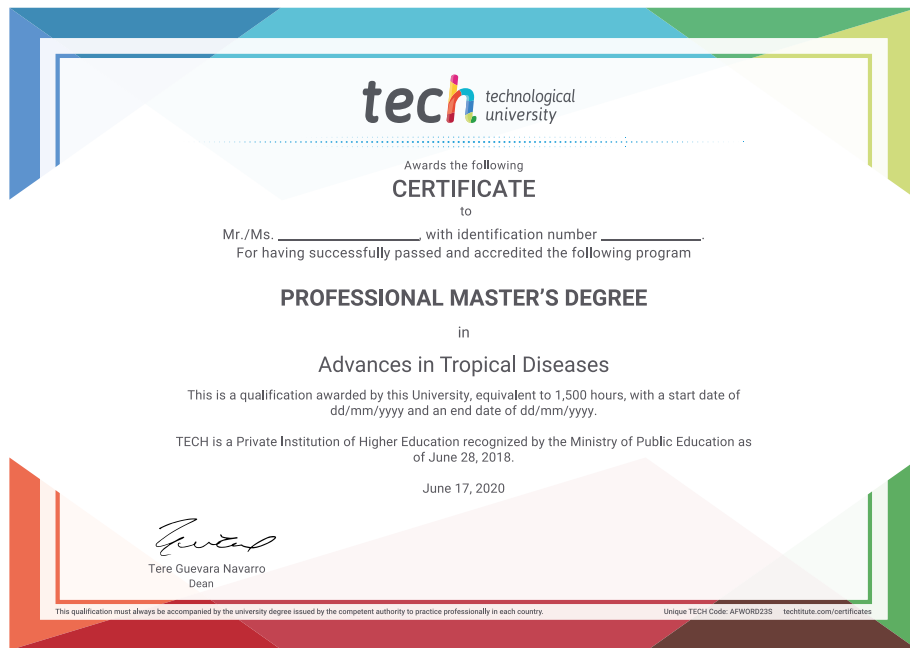 tech technological
university
Awards the following
CERTIFICATE
to
Mr./Ms. ____________________, with identification number ______________.
For having successfully passed and accredited the following program
PROFESSIONAL MASTER'S DEGREE
in
Advances in Tropical Diseases
This is a qualification awarded by this University, equivalent to 1,500 hours, with a start date of
dd/mm/yyyy and an end date of dd/mm/yyyy.
TECH is a Private Institution of Higher Education recognized by the Ministry of Public Education as
of June 28, 2018.
June 17, 2020
Tere Guevara Navarro
Dean
This qualification must always be accompanied by the university degree issued by the competent authority to practice professionally in each country. Unique TECH Code: AFWORD23S techtitute.com/certificates